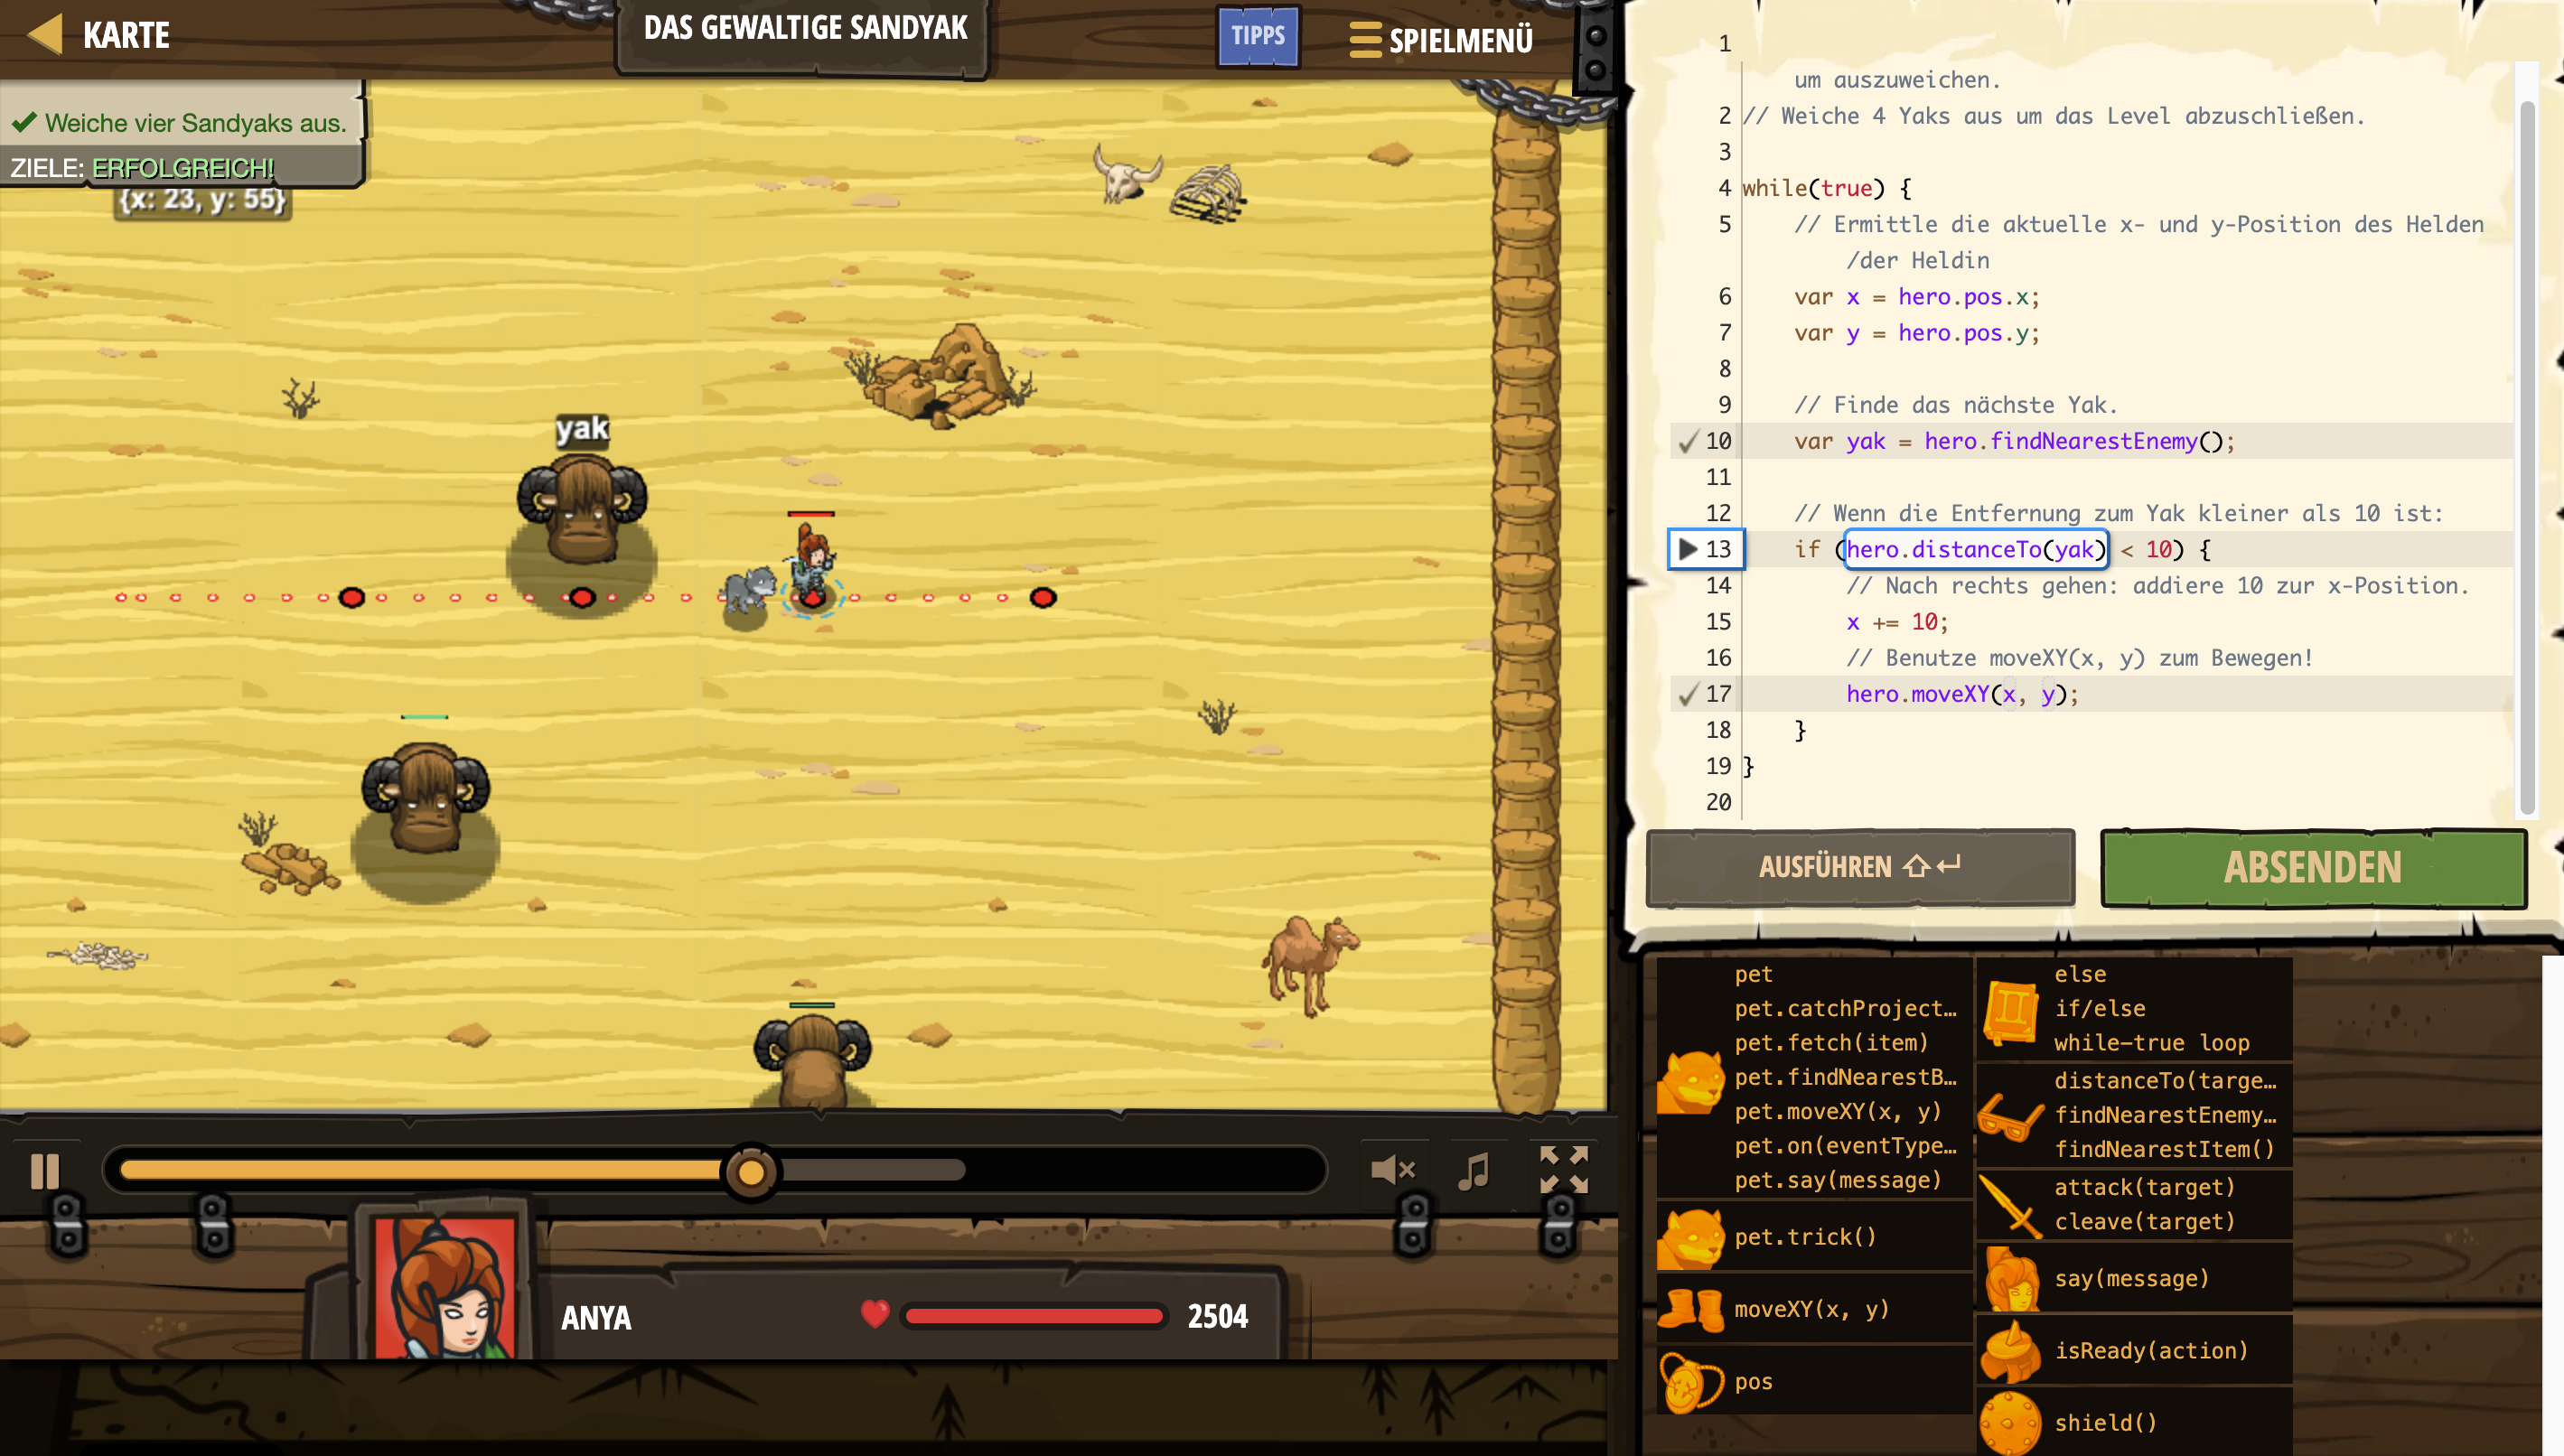 KARTE
DAS GEWALTIGE SANDYAK
TIPPS
SPIELMENÜ
Weiche vier Sandyaks aus.
ZIELE: ERFOLGREICH!
{x: 23, y: 55}
yak
ANYA
2504
1
um auszuweichen.
2 // Weiche 4 Yaks aus um das Level abzuschließen.
3
4 while(true) {
5 // Ermittle die aktuelle x- und y-Position des Helden
/der Heldin
6 var x = hero.pos.x;
7 var y = hero.pos.y;
8
9 // Finde das nächste Yak.
10 var yak = hero.findNearestEnemy();
11
12 // Wenn die Entfernung zum Yak kleiner als 10 ist:
13 if (hero.distanceTo(yak) < 10) {
14 // Nach rechts gehen: addiere 10 zur x-Position.
15 x += 10;
16 // Benutze moveXY(x, y) zum Bewegen!
17 hero.moveXY(x, y);
18 }
19 }
20
AUSFÜHREN
ABSENDEN
pet
pet.catchProject…
pet.fetch(item)
pet.findNearestB…
pet.moveXY(x, y)
pet.on(eventType…
pet.say(message)
pet.trick()
moveXY(x, y)
pos
else
if/else
while-true loop
distanceTo(targe…
findNearestEnemy…
findNearestItem()
attack(target)
cleave(target)
say(message)
isReady(action)
shield()